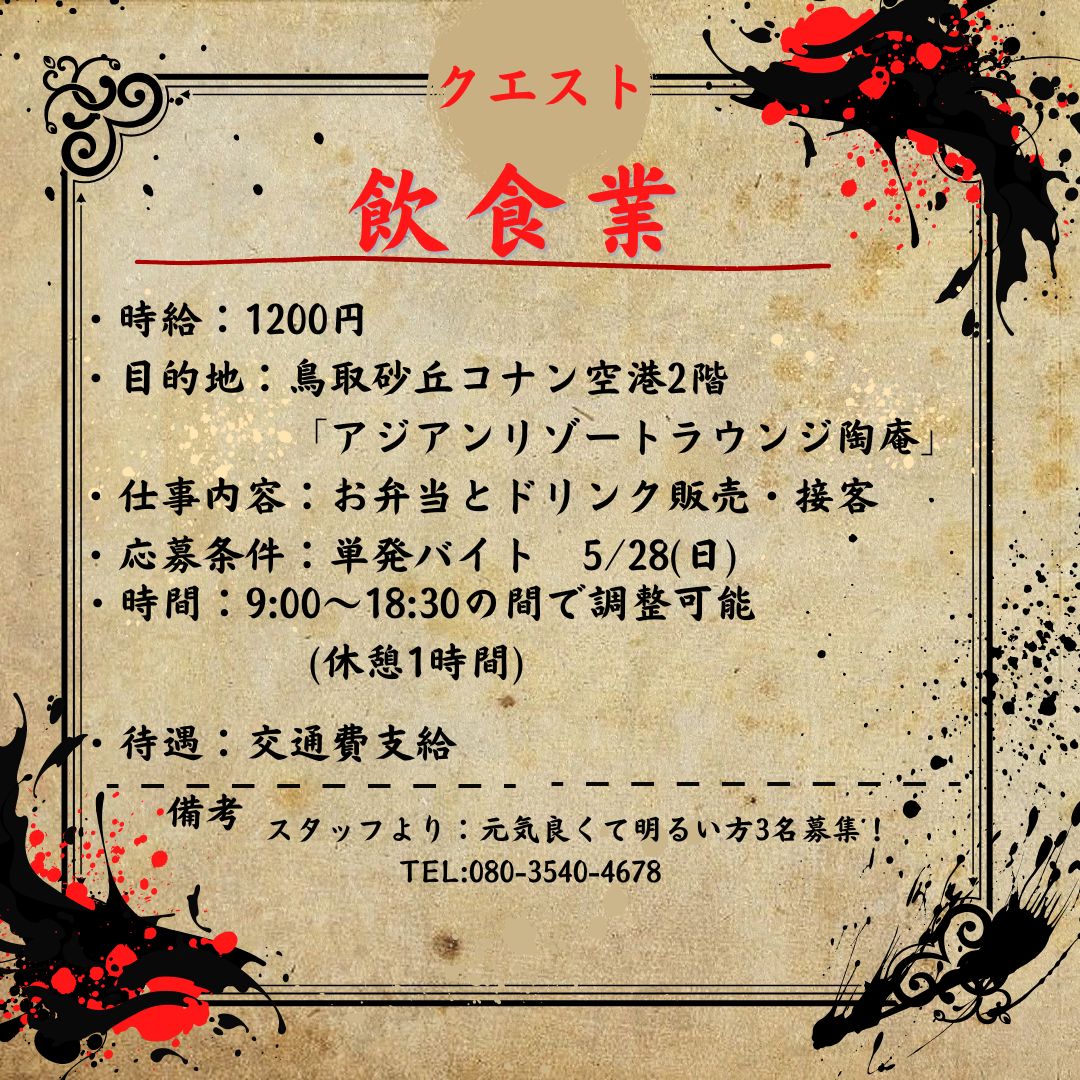 クエスト
飲食業
・時給：1200円
・目的地：鳥取砂丘コナン空港2階
「アジアンリゾートラウンジ陶庵」
・仕事内容：お弁当とドリンク販売・接客
・応募条件：単発バイト　5/28(日)
・時間：9:00〜18:30の間で調整可能
(休憩1時間)
・待遇：交通費支給
備考
スタッフより：元気良くて明るい方3名募集！
TEL:080-3540-4678